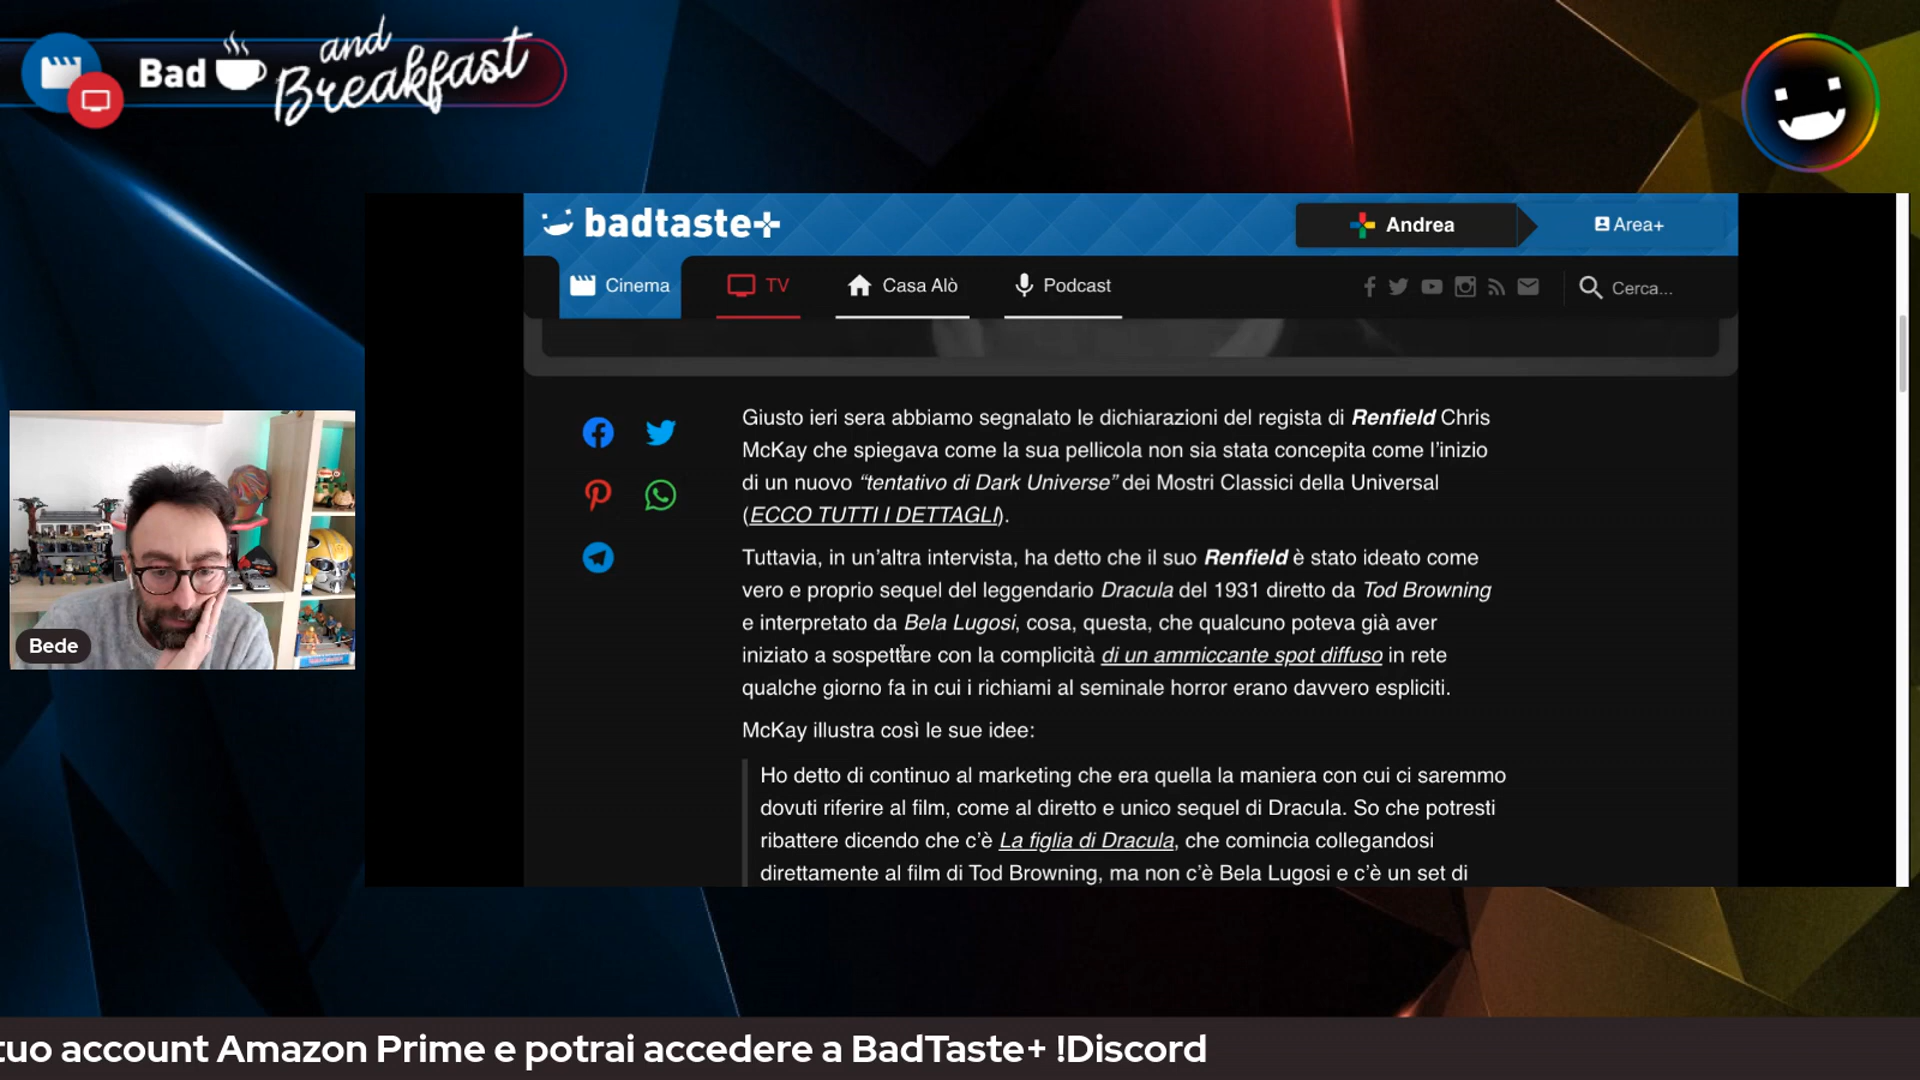 Bad and Breakfast
badtaste+
Andrea
Area+
Cinema
TV
Casa Alò
Podcast
Cerca...
Giusto ieri sera abbiamo segnalato le dichiarazioni del regista di Renfield Chris
McKay che spiegava come la sua pellicola non sia stata concepita come l'inizio
di un nuovo “tentativo di Dark Universe” dei Mostri Classici della Universal
(ECCO TUTTI I DETTAGLI).
Tuttavia, in un'altra intervista, ha detto che il suo Renfield è stato ideato come
vero e proprio sequel del leggendario Dracula del 1931 diretto da Tod Browning
e interpretato da Bela Lugosi, cosa, questa, che qualcuno poteva già aver
iniziato a sospettare con la complicità di un ammiccante spot diffuso in rete
qualche giorno fa in cui i richiami al seminale horror erano davvero espliciti.
McKay illustra così le sue idee:
Ho detto di continuo al marketing che era quella la maniera con cui ci saremmo
dovuti riferire al film, come al diretto e unico sequel di Dracula. So che potresti
ribattere dicendo che c'è La figlia di Dracula, che comincia collegandosi
direttamente al film di Tod Browning, ma non c'è Bela Lugosi e c'è un set di
Bede
tuo account Amazon Prime e potrai accedere a BadTaste+ !Discord